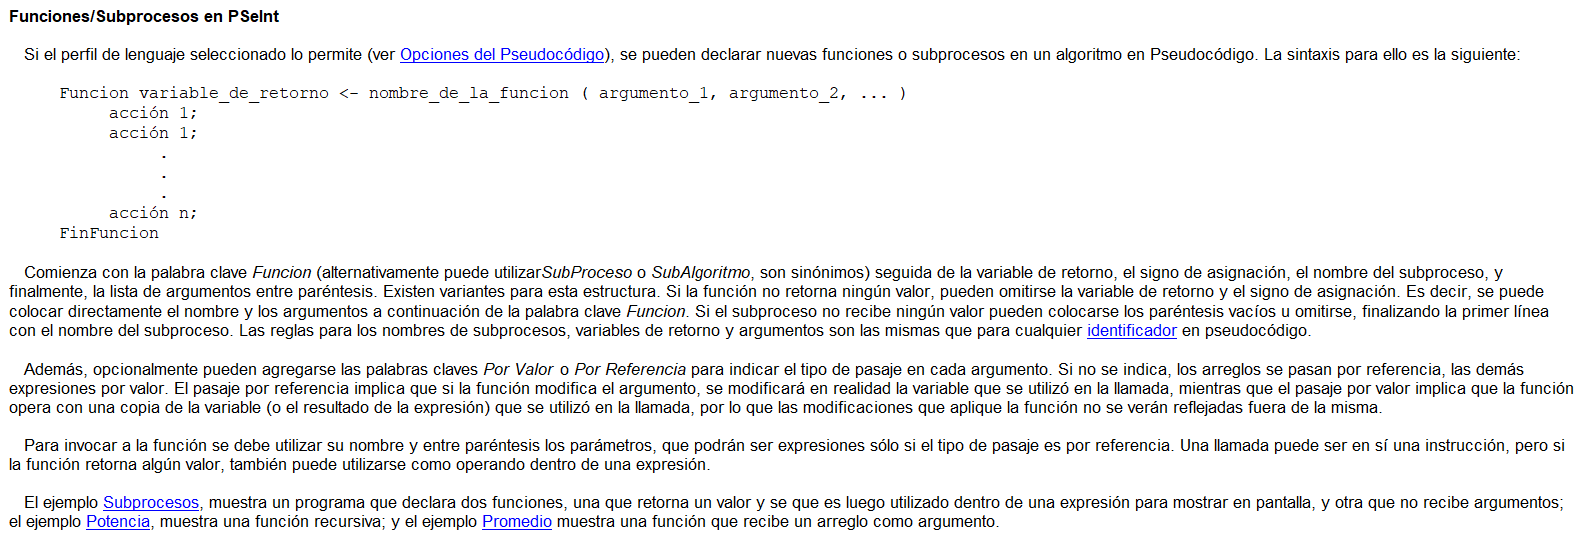 Funciones/Subprocesos en PSeInt
Si el perfil de lenguaje seleccionado lo permite (ver Opciones del Pseudocódigo), se pueden declarar nuevas funciones o subprocesos en un algoritmo en Pseudocódigo. La sintaxis para ello es la siguiente:
Funcion variable_de_retorno <- nombre_de_la_funcion ( argumento_1, argumento_2, ... )
acción 1;
acción 1;
.
.
.
acción n;
FinFuncion
Comienza con la palabra clave Funcion (alternativamente puede utilizarSubProceso o SubAlgoritmo, son sinónimos) seguida de la variable de retorno, el signo de asignación, el nombre del subproceso, y
finalmente, la lista de argumentos entre paréntesis. Existen variantes para esta estructura. Si la función no retorna ningún valor, pueden omitirse la variable de retorno y el signo de asignación. Es decir, se puede
colocar directamente el nombre y los argumentos a continuación de la palabra clave Funcion. Si el subproceso no recibe ningún valor pueden colocarse los paréntesis vacíos u omitirse, finalizando la primer línea
con el nombre del subproceso. Las reglas para los nombres de subprocesos, variables de retorno y argumentos son las mismas que para cualquier identificador en pseudocódigo.
Además, opcionalmente pueden agregarse las palabras claves Por Valor o Por Referencia para indicar el tipo de pasaje en cada argumento. Si no se indica, los arreglos se pasan por referencia, las demás
expresiones por valor. El pasaje por referencia implica que si la función modifica el argumento, se modificará en realidad la variable que se utilizó en la llamada, mientras que el pasaje por valor implica que la función
opera con una copia de la variable (o el resultado de la expresión) que se utilizó en la llamada, por lo que las modificaciones que aplique la función no se verán reflejadas fuera de la misma.
Para invocar a la función se debe utilizar su nombre y entre paréntesis los parámetros, que podrán ser expresiones sólo si el tipo de pasaje es por referencia. Una llamada puede ser en sí una instrucción, pero si
la función retorna algún valor, también puede utilizarse como operando dentro de una expresión.
El ejemplo Subprocesos, muestra un programa que declara dos funciones, una que retorna un valor y se que es luego utilizado dentro de una expresión para mostrar en pantalla, y otra que no recibe argumentos;
el ejemplo Potencia, muestra una función recursiva; y el ejemplo Promedio muestra una función que recibe un arreglo como argumento.